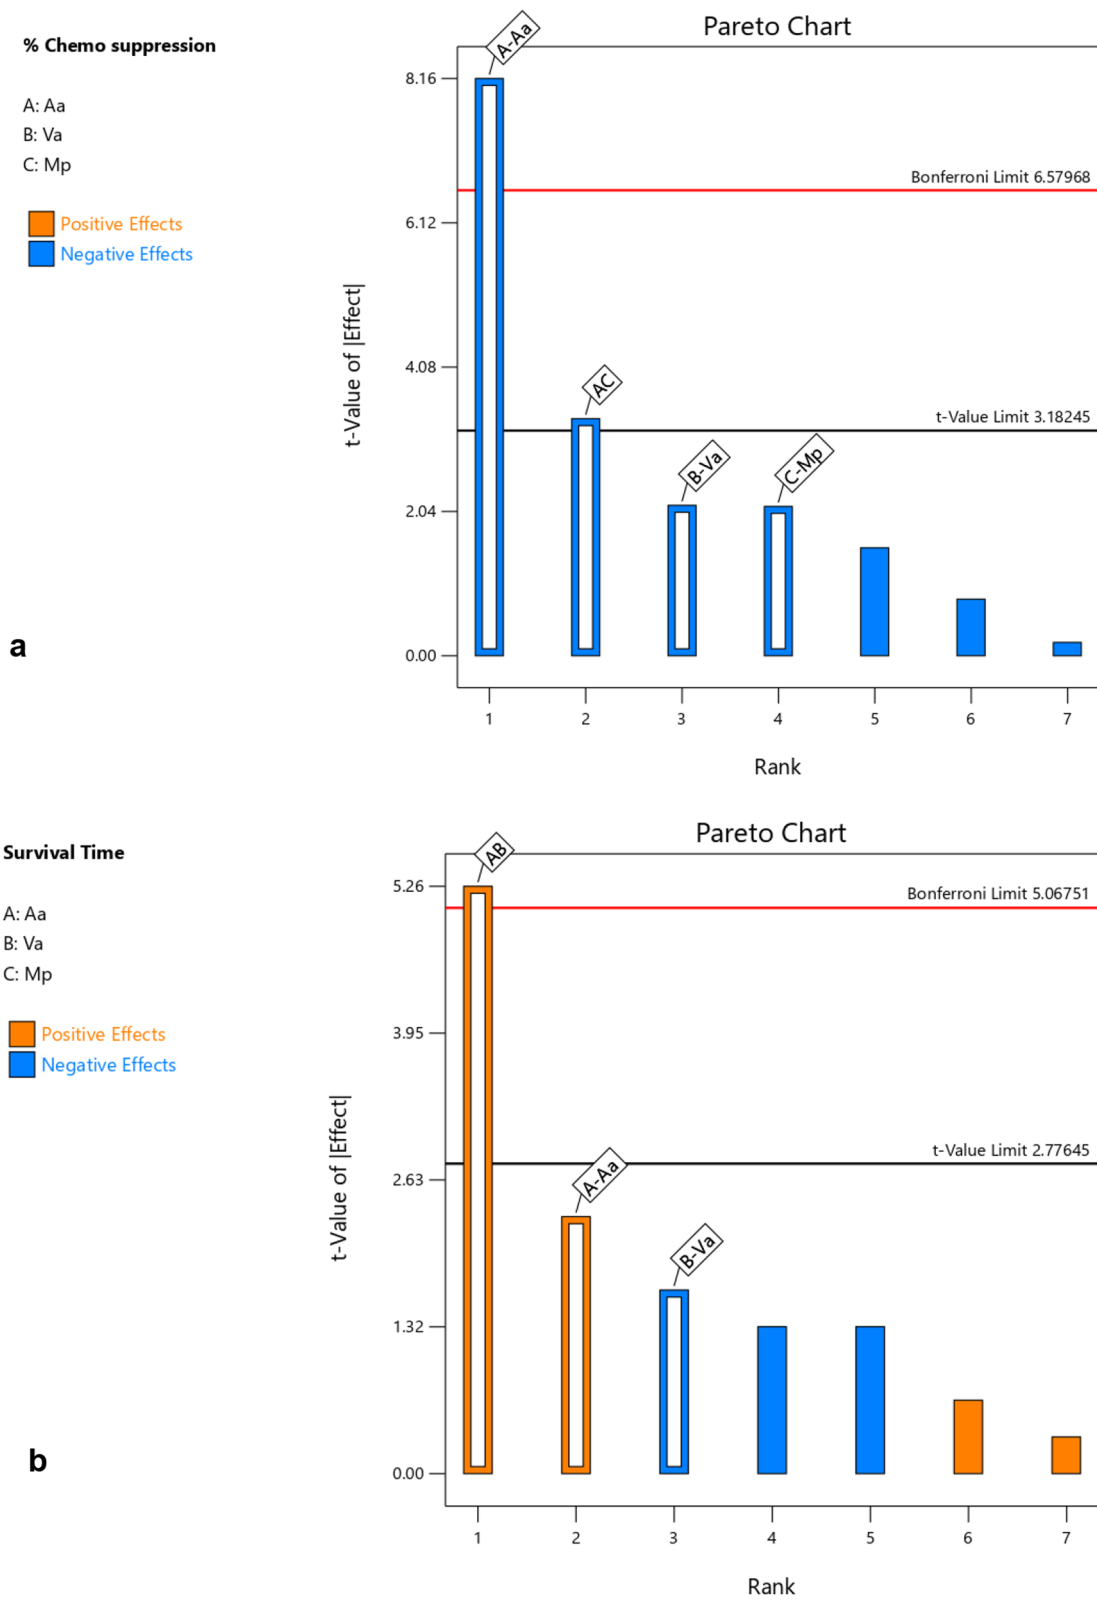 Pareto Chart
% Chemo suppression
A: Aa
B: Va
C: Mp
Positive Effects
Negative Effects
t-Value of |Effect|
8.16
6.12
4.08
2.04
0.00
A-Aa
AC
B-Va
C-Mp
Bonferroni Limit 6.57968
t-Value Limit 3.18245
1 2 3 4 5 6 7
Rank
a
Pareto Chart
Survival Time
A: Aa
B: Va
C: Mp
Positive Effects
Negative Effects
t-Value of |Effect|
5.26
3.95
2.63
1.32
0.00
AB
A-Aa
B-Va
Bonferroni Limit 5.06751
t-Value Limit 2.77645
1 2 3 4 5 6 7
Rank
b